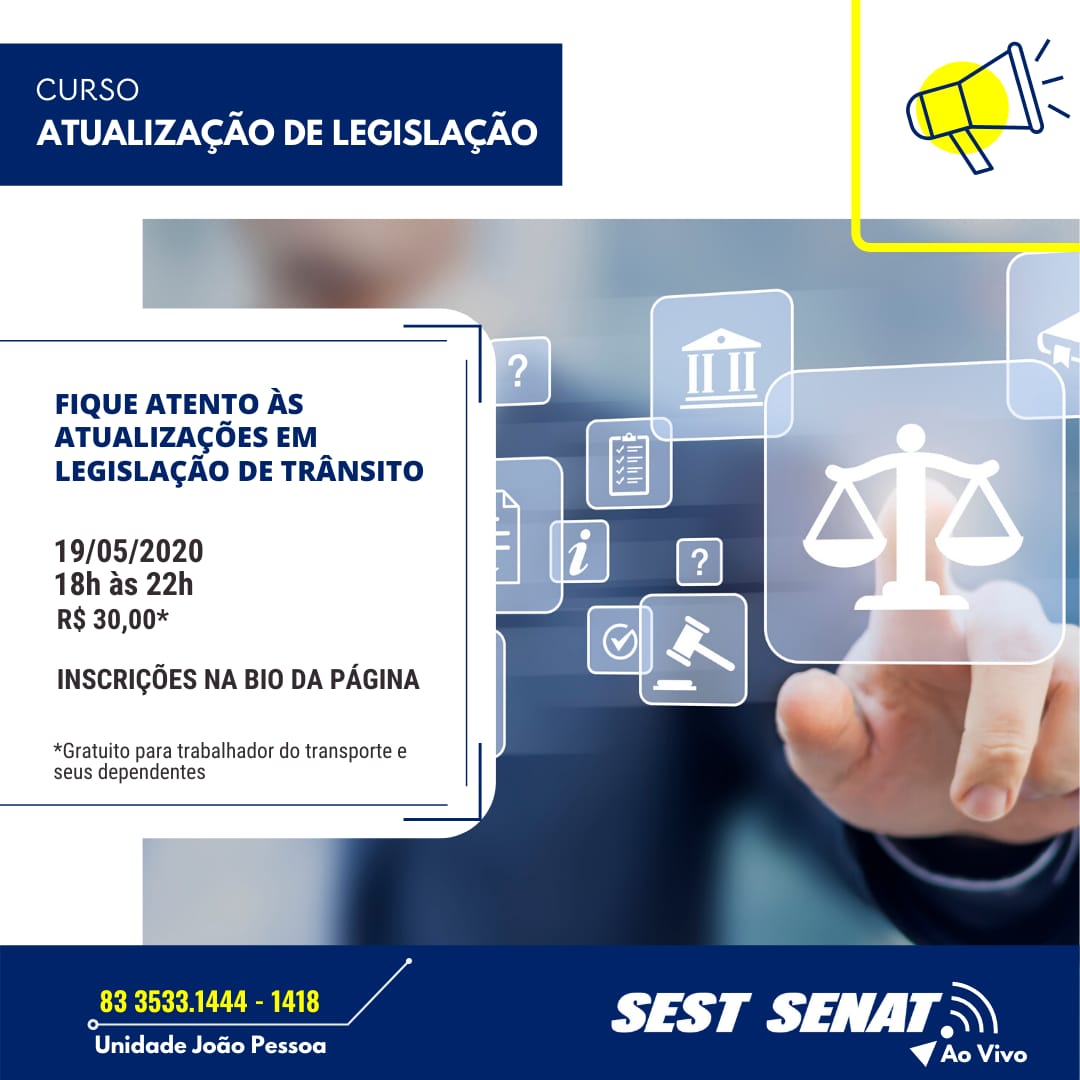 CURSO
ATUALIZAÇÃO DE LEGISLAÇÃO
FIQUE ATENTO ÀS
ATUALIZAÇÕES EM
LEGISLAÇÃO DE TRÂNSITO
19/05/2020
18h às 22h
R$ 30,00*
INSCRIÇÕES NA BIO DA PÁGINA
*Gratuito para trabalhador do transporte e
seus dependentes
?
i
?
83 3533.1444 - 1418
Unidade João Pessoa
SEST SENAT
Ao Vivo